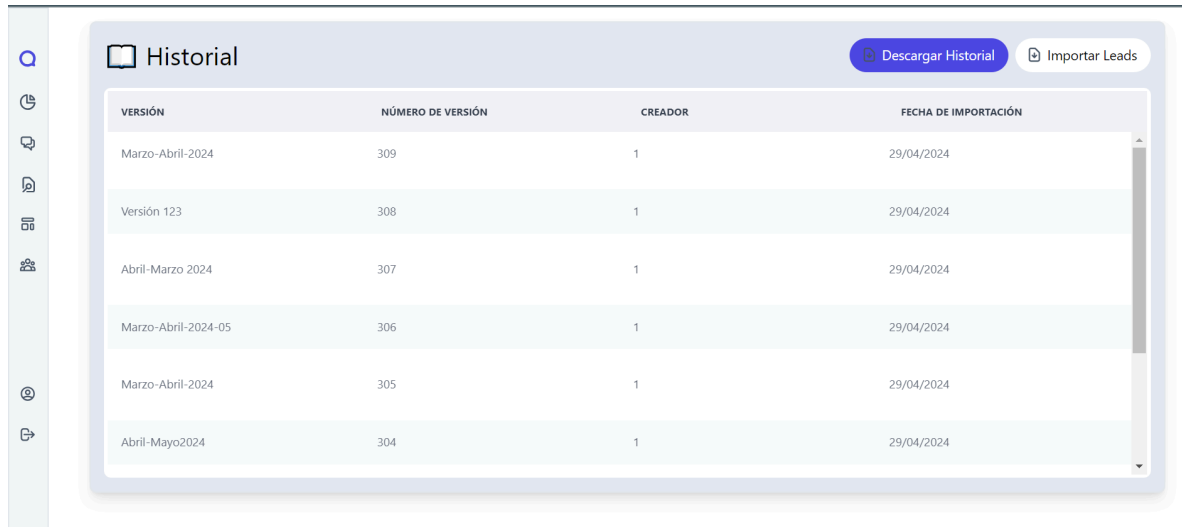 Historial
Descargar Historial
Importar Leads
VERSIÓN NÚMERO DE VERSIÓN CREADOR FECHA DE IMPORTACIÓN
Marzo-Abril-2024 309 1 29/04/2024
Versión 123 308 1 29/04/2024
Abril-Marzo 2024 307 1 29/04/2024
Marzo-Abril-2024-05 306 1 29/04/2024
Marzo-Abril-2024 305 1 29/04/2024
Abril-Mayo2024 304 1 29/04/2024